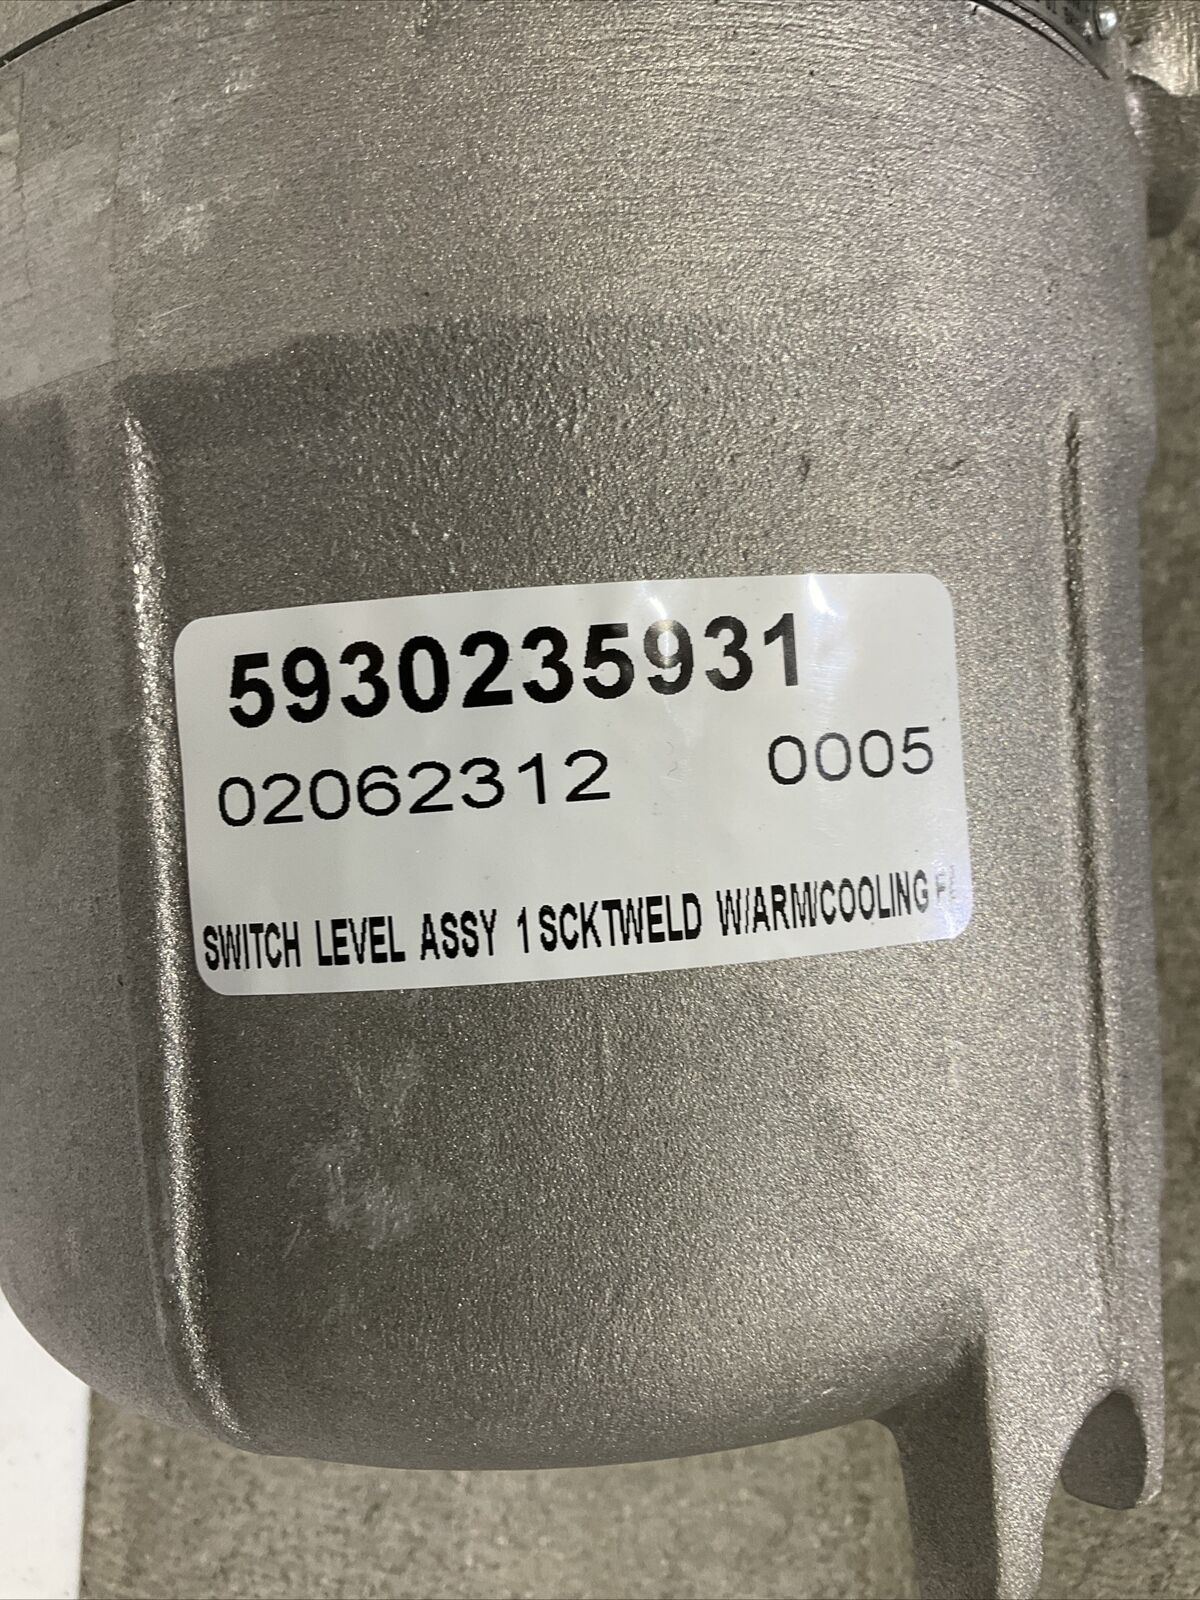 5930235931
02062312 0005
SWITCH LEVEL ASSY 1 SCKTWELD W/ARM/COOLING